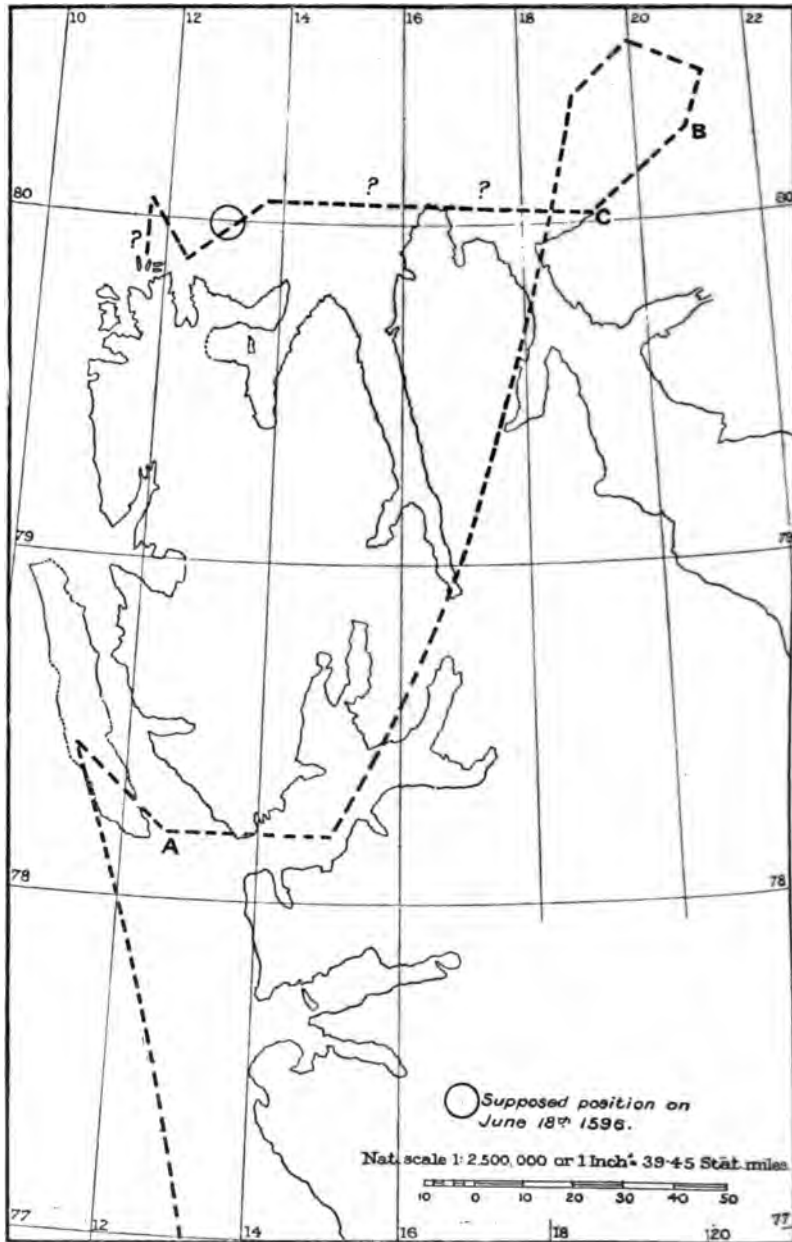 10 12 14 16 18 20 22
B
80 ? ? ? C 80
79 79
A
78 78
Supposed position on
June 18th 1596.
Nat. scale 1: 2.500,000 or 1 Inch = 39·45 Stat. miles
10 0 10 20 30 40 50
77 12 14 16 18 120 77